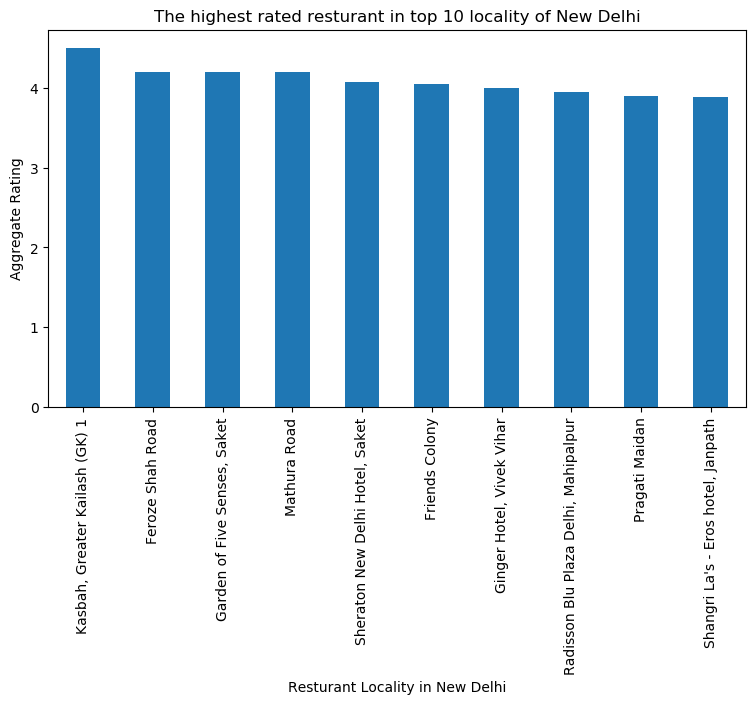 The highest rated resturant in top 10 locality of New Delhi
Aggregate Rating
4
3
2
1
0
Kasbah, Greater Kailash (GK) 1
Feroze Shah Road
Garden of Five Senses, Saket
Mathura Road
Sheraton New Delhi Hotel, Saket
Friends Colony
Ginger Hotel, Vivek Vihar
Radisson Blu Plaza Delhi, Mahipalpur
Pragati Maidan
Shangri La's - Eros hotel, Janpath
Resturant Locality in New Delhi